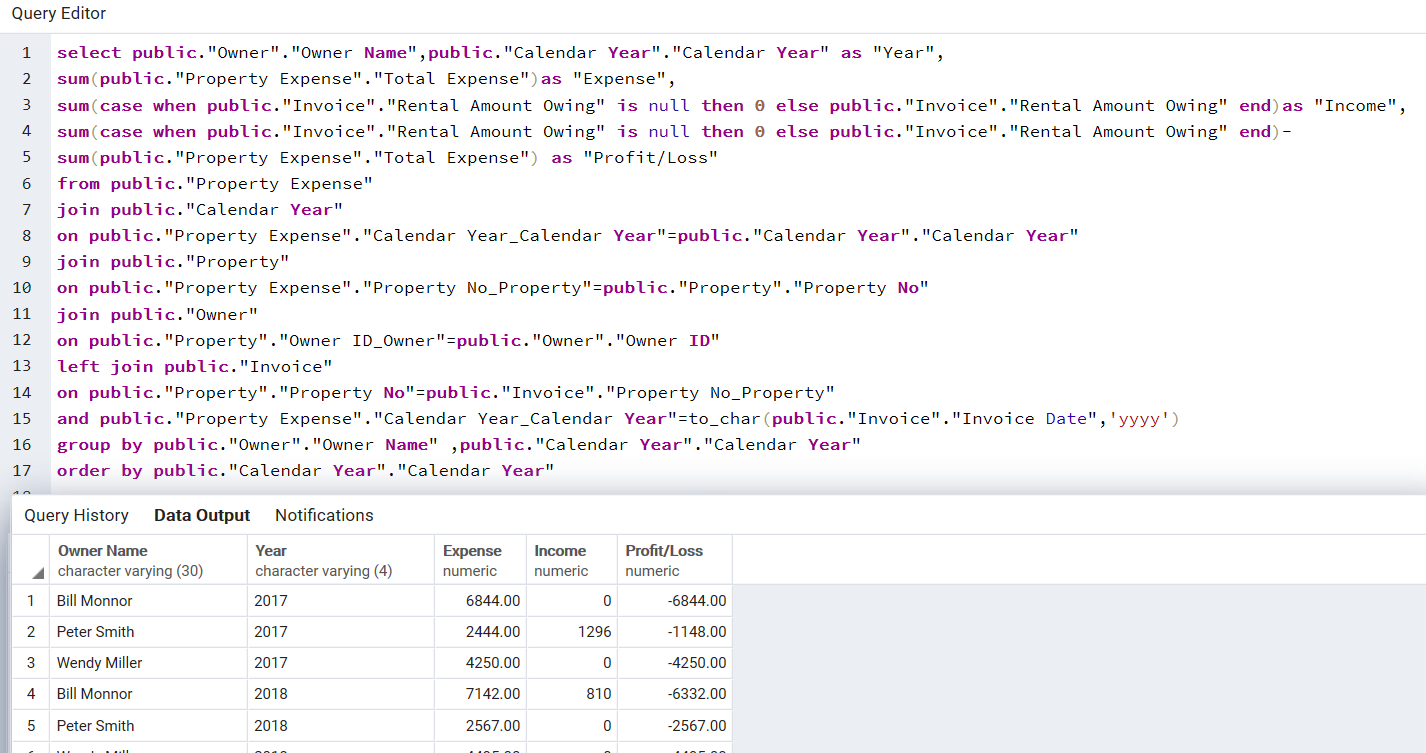 Query Editor
1 select public."Owner"."Owner Name",public."Calendar Year"."Calendar Year" as "Year",
2 sum(public."Property Expense"."Total Expense")as "Expense",
3 sum(case when public."Invoice"."Rental Amount Owing" is null then 0 else public."Invoice"."Rental Amount Owing" end)as "Income",
4 sum(case when public."Invoice"."Rental Amount Owing" is null then 0 else public."Invoice"."Rental Amount Owing" end)-
5 sum(public."Property Expense"."Total Expense") as "Profit/Loss"
6 from public."Property Expense"
7 join public."Calendar Year"
8 on public."Property Expense"."Calendar Year_Calendar Year"=public."Calendar Year"."Calendar Year"
9 join public."Property"
10 on public."Property Expense"."Property No_Property"=public."Property"."Property No"
11 join public."Owner"
12 on public."Property"."Owner ID_Owner"=public."Owner"."Owner ID"
13 left join public."Invoice"
14 on public."Property"."Property No"=public."Invoice"."Property No_Property"
15 and public."Property Expense"."Calendar Year_Calendar Year"=to_char(public."Invoice"."Invoice Date",'yyyy')
16 group by public."Owner"."Owner Name" ,public."Calendar Year"."Calendar Year"
17 order by public."Calendar Year"."Calendar Year"
Query History Data Output Notifications
Owner Name Year Expense Income Profit/Loss
character varying (30) character varying (4) numeric numeric numeric
1 Bill Monnor 2017 6844.00 0 -6844.00
2 Peter Smith 2017 2444.00 1296 -1148.00
3 Wendy Miller 2017 4250.00 0 -4250.00
4 Bill Monnor 2018 7142.00 810 -6332.00
5 Peter Smith 2018 2567.00 0 -2567.00